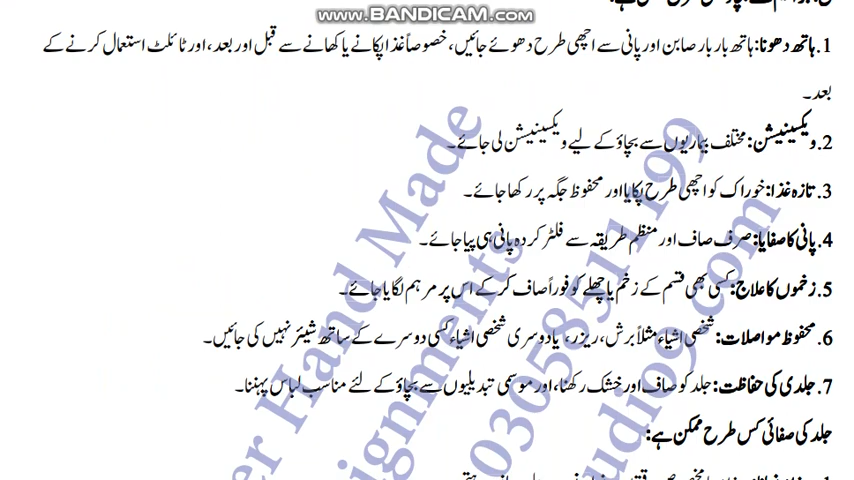 www.BANDICAM.com
1. ہاتھ دھونا: ہاتھ بار بار صابن اور پانی سے اچھی طرح دھوئے جائیں، خصوصاً غذا پکانے یا کھانے سے قبل اور بعد، اور ٹائلٹ استعمال کرنے کے
بعد۔
2. ویکسینیشن: مختلف بیماریوں سے بچاؤ کے لیے ویکسینیشن لی جائے۔
3. تازہ غذا: خوراک کو اچھی طرح پکایا اور محفوظ جگہ پر رکھا جائے۔
4. پانی کا صفایا: صرف صاف اور منظم طریقہ سے فلٹر کردہ پانی ہی پیا جائے۔
5. زخموں کا علاج: کسی بھی قسم کے زخم یا چھلے کو فوراً صاف کر کے اس پر مرہم لگایا جائے۔
6. محفوظ مواصلات: شخصی اشیاء مثلاً برش، ریزر، یا دوسری شخصی اشیاء کسی دوسرے کے ساتھ شیئر نہیں کی جائیں۔
7. جلدی کی حفاظت: جلد کو صاف اور خشک رکھنا، اور موسمی تبدیلیوں سے بچاؤ کے لئے مناسب لباس پہننا۔
جلد کی صفائی کس طرح ممکن ہے:
er Hand Made
ignments
03058511199
udio9.com